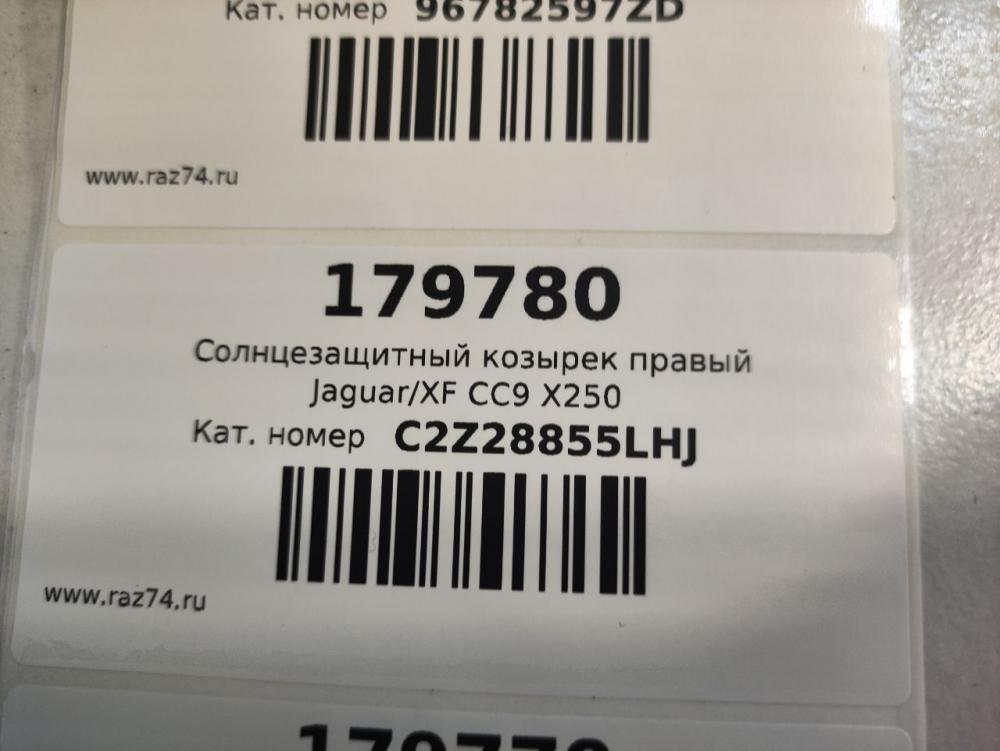 Кат. номер 96782597ZD
www.raz74.ru
179780
Солнцезащитный козырек правый
Jaguar/XF CC9 X250
Кат. номер C2Z28855LHJ
www.raz74.ru
179770